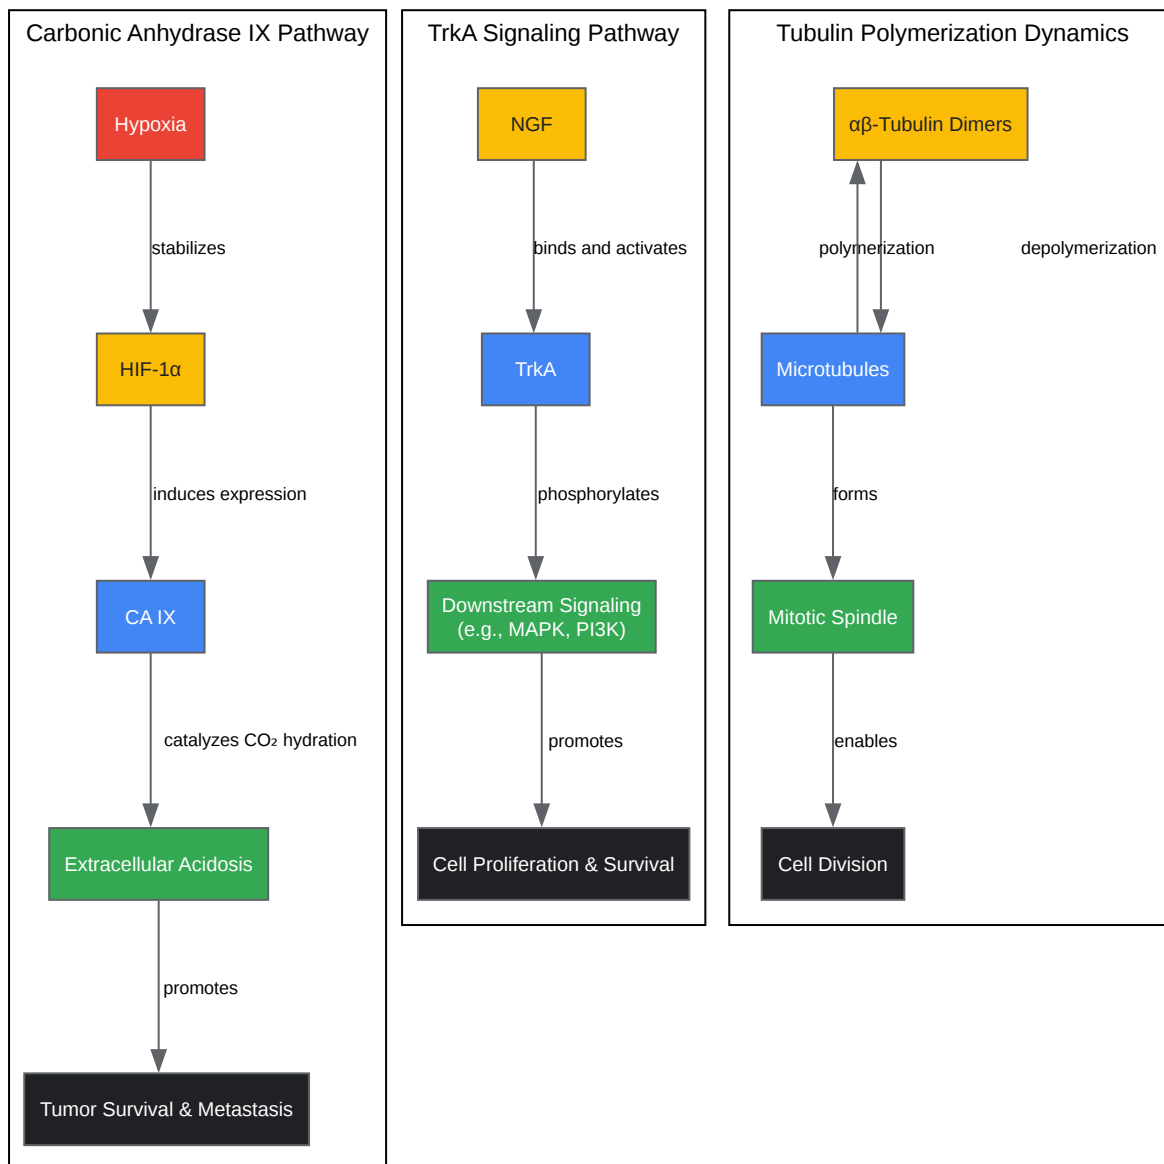 Carbonic Anhydrase IX Pathway
Hypoxia
stabilizes
HIF-1α
induces expression
CA IX
catalyzes CO₂ hydration
Extracellular Acidosis
promotes
Tumor Survival & Metastasis
TrkA Signaling Pathway
NGF
binds and activates
TrkA
phosphorylates
Downstream Signaling
(e.g., MAPK, PI3K)
promotes
Cell Proliferation & Survival
Tubulin Polymerization Dynamics
αβ-Tubulin Dimers
polymerization
depolymerization
Microtubules
forms
Mitotic Spindle
enables
Cell Division